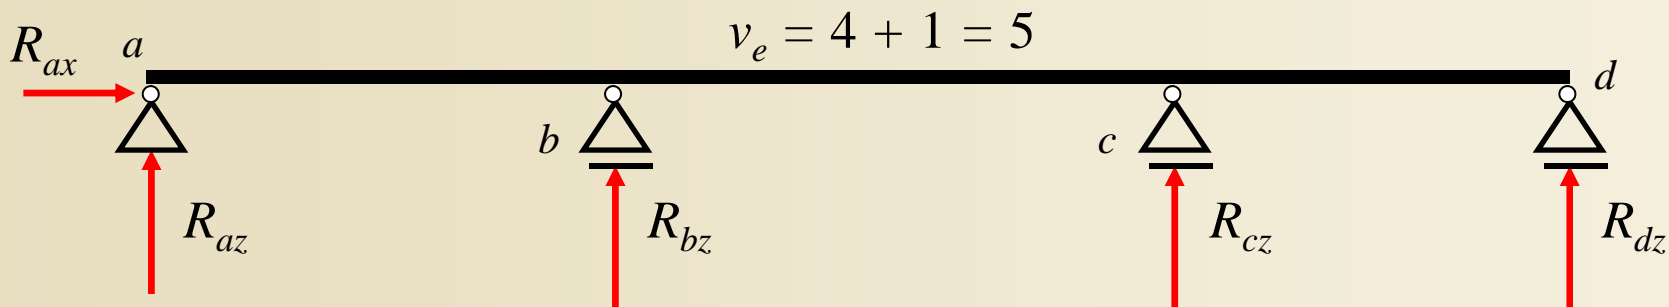 v_e = 4 + 1 = 5
R_ax a
d
b c
R_az R_bz R_cz R_dz